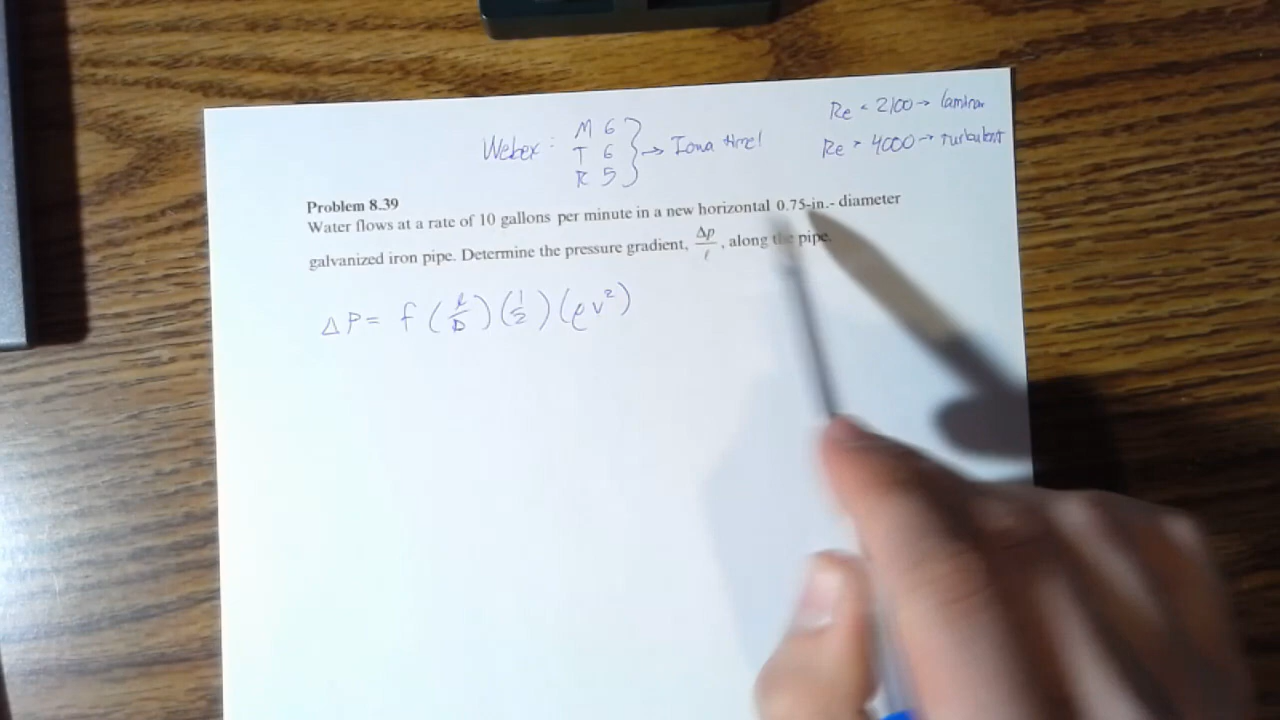 Re < 2100 → laminar
Re > 4000 → turbulent
Webex: M 6
T 6 → Iowa time!
R 5
Problem 8.39
Water flows at a rate of 10 gallons per minute in a new horizontal 0.75-in.- diameter
galvanized iron pipe. Determine the pressure gradient, Δp/ℓ, along the pipe.
ΔP = f (ℓ/D) (1/2) (ρv²)